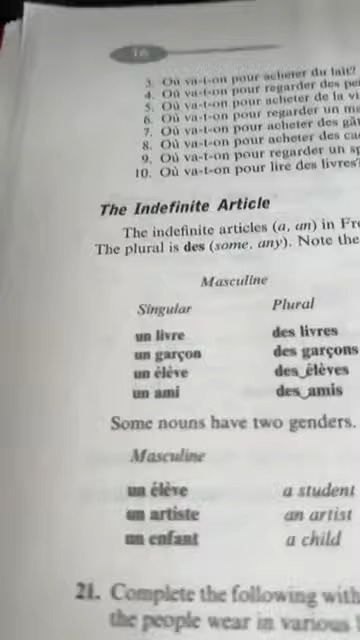 3. Où va-t-on pour acheter du lait?
4. Où va-t-on pour regarder des
5. Où va-t-on pour acheter de la
6. Où va-t-on pour regarder un
7. Où va-t-on pour acheter des
8. Où va-t-on pour acheter des
9. Où va-t-on pour regarder un
10. Où va-t-on pour lire des livres?
The Indefinite Article
The indefinite articles (a, an) in
The plural is des (some, any). Note the
Masculine
Singular Plural
un livre des livres
un garçon des garçons
un élève des‿élèves
un ami des‿amis
Some nouns have two genders.
Masculine
un élève a student
un artiste an artist
un enfant a child
21. Complete the following with
the people wear in various